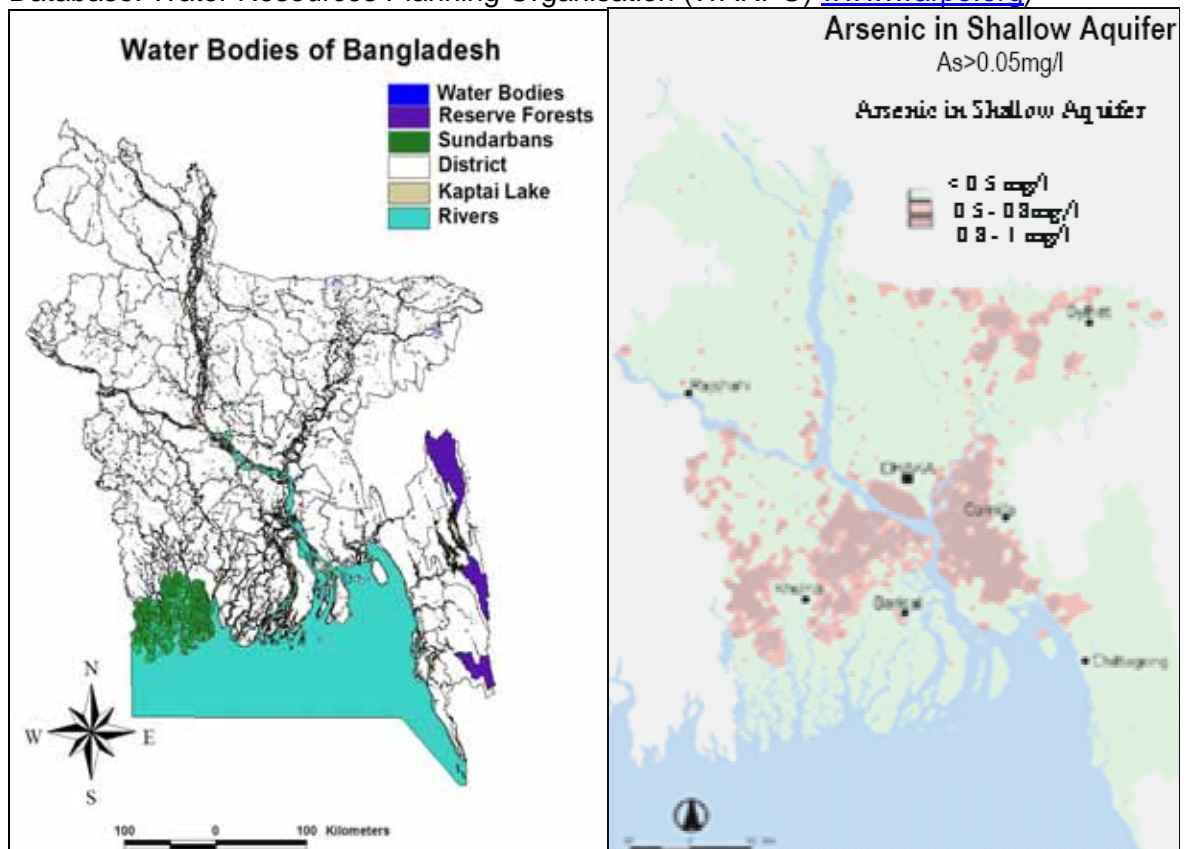 Water Resources Planning Organisation
Water Bodies of Bangladesh
Water Bodies
Reserve Forests
Sundarbans
District
Kaptai Lake
Rivers
N
W E
S
100 0 100 Kilometers
Arsenic in Shallow Aquifer
As>0.05mg/l
Arsenic in Shallow Aquifer
Sylhet
Rajshahi
DHAKA
Comilla
Khulna
Barisal
Chittagong